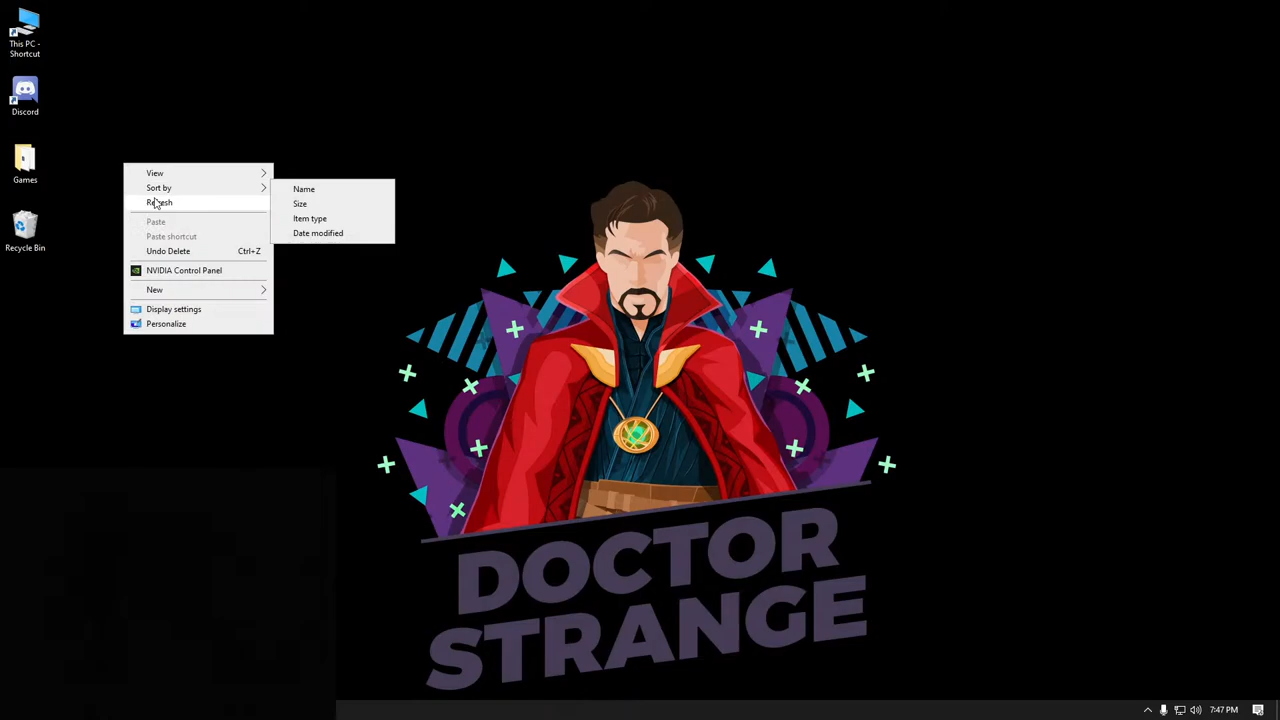 This PC -
Shortcut
Discord
Games
Recycle Bin
View
Sort by
Refresh
Paste
Paste shortcut
Undo Delete Ctrl+Z
NVIDIA Control Panel
New
Display settings
Personalize
Name
Size
Item type
Date modified
DOCTOR
STRANGE
7:47 PM